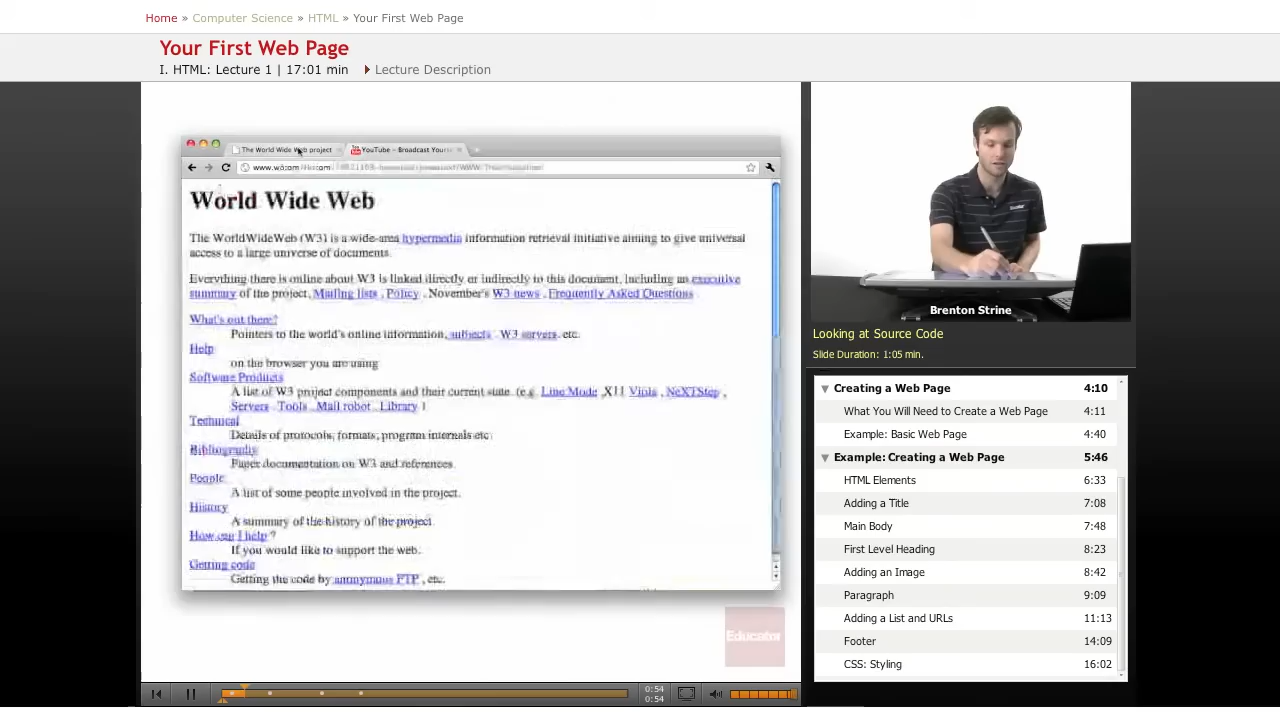 Home » Computer Science » HTML » Your First Web Page
Your First Web Page
I. HTML: Lecture 1 | 17:01 min
Lecture Description
The World Wide Web project
YouTube - Broadcast
World Wide Web
The WorldWideWeb (W3) is a wide-area hypermedia information retrieval initiative aiming to give universal
access to a large universe of documents.
Everything there is online about W3 is linked directly or indirectly to this document, including an executive
summary of the project, Mailing lists , Policy , November's W3 news , Frequently Asked Questions .
What's out there?
Pointers to the world's online information, subjects , W3 servers, etc.
Help
on the browser you are using
Software Products
A list of W3 project components and their current state. (e.g. Line Mode ,X11 Viola , NeXTStep ,
Servers , Tools , Mail robot , Library )
Technical
Details of protocols, formats, program internals etc
Bibliography
Paper documentation on W3 and references.
People
A list of some people involved in the project.
History
A summary of the history of the project.
How can I help ?
If you would like to support the web.
Getting code
Getting the code by anonymous FTP , etc.
Educator
0:54
0:54
Brenton Strine
Looking at Source Code
Slide Duration: 1:05 min.
Creating a Web Page 4:10
What You Will Need to Create a Web Page 4:11
Example: Basic Web Page 4:40
Example: Creating a Web Page 5:46
HTML Elements 6:33
Adding a Title 7:08
Main Body 7:48
First Level Heading 8:23
Adding an Image 8:42
Paragraph 9:09
Adding a List and URLs 11:13
Footer 14:09
CSS: Styling 16:02